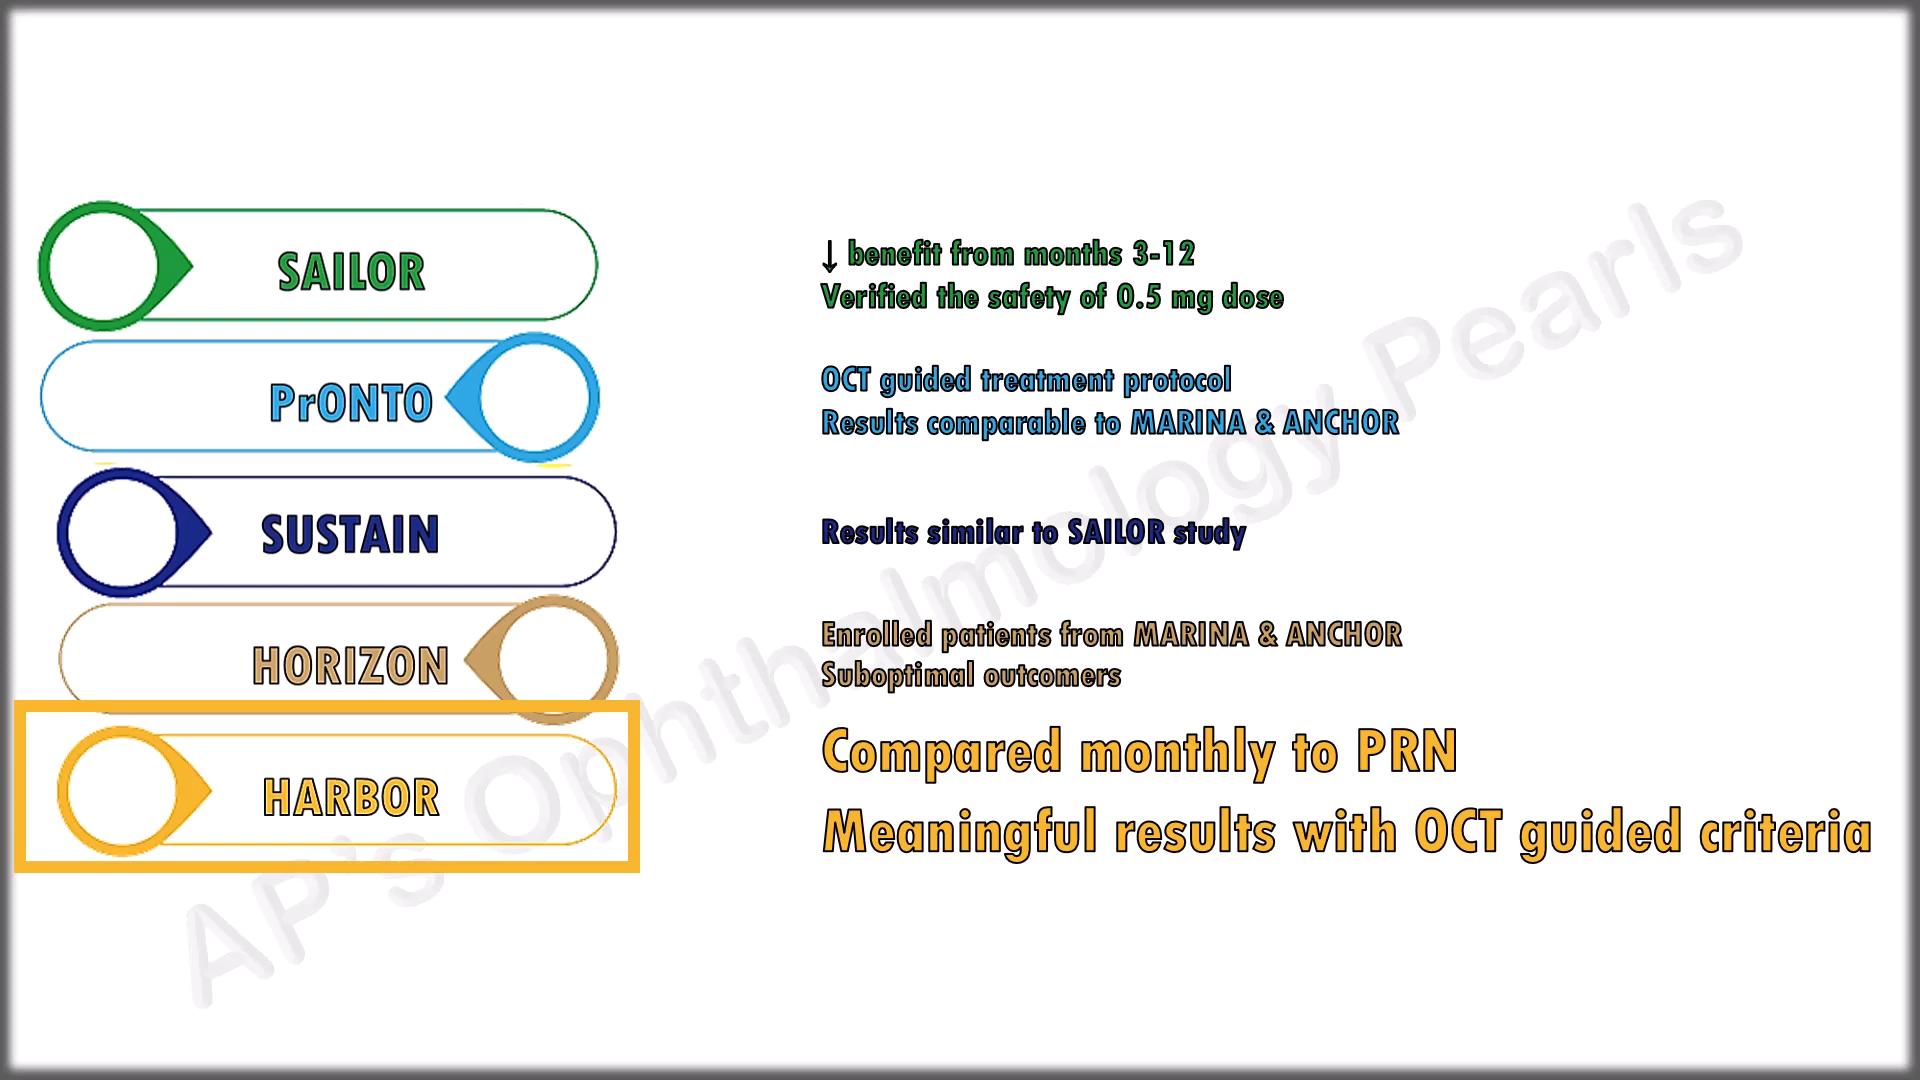 SAILOR
↓ benefit from months 3-12
Verified the safety of 0.5 mg dose
PrONTO
OCT guided treatment protocol
Results comparable to MARINA & ANCHOR
SUSTAIN
Results similar to SAILOR study
HORIZON
Enrolled patients from MARINA & ANCHOR
Suboptimal outcomers
HARBOR
Compared monthly to PRN
Meaningful results with OCT guided criteria
AP's Ophthalmology Pearls